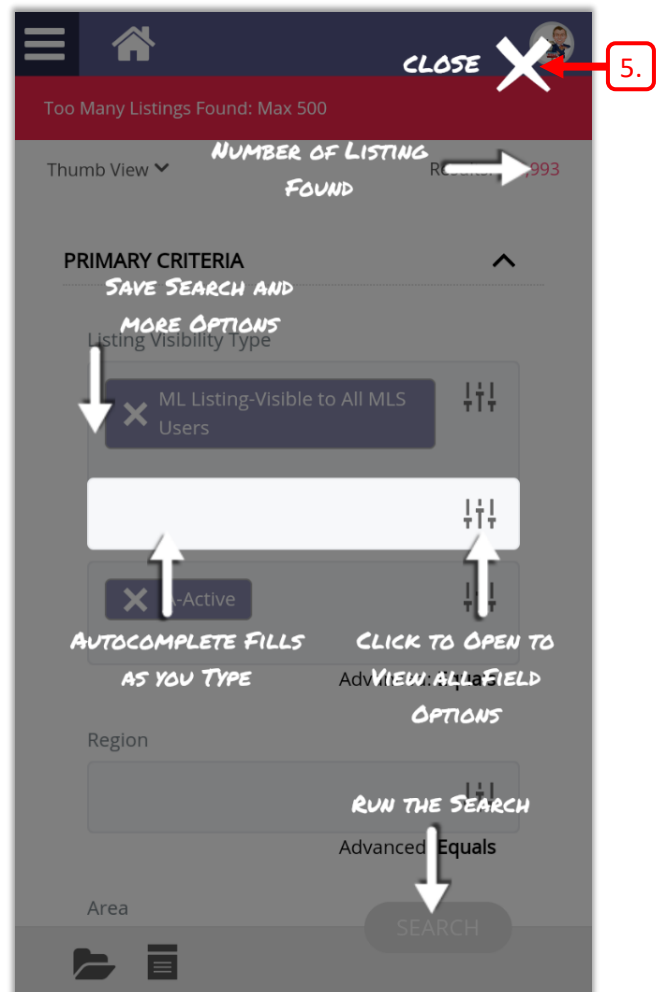 CLOSE
5.
Too Many Listings Found: Max 500
NUMBER OF LISTING
FOUND
Thumb View
,993
PRIMARY CRITERIA
SAVE SEARCH AND
MORE OPTIONS
Listing Visibility Type
ML Listing-Visible to All MLS
Users
A-Active
AUTOCOMPLETE FILLS
AS YOU TYPE
CLICK TO OPEN TO
VIEW ALL FIELD
OPTIONS
Equals
Region
RUN THE SEARCH
Advanced: Equals
Area
SEARCH